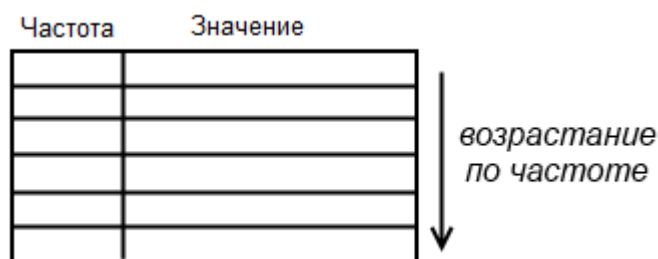 Частота Значение
возрастание
по частоте